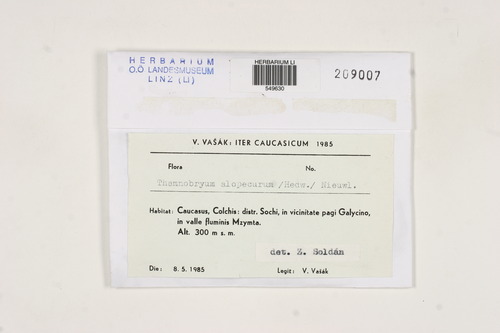 HERBARIUM
O.Ö LANDESMUSEUM
LINZ (LI)
HERBARIUM LI
549630
209007
V. VAŠÁK: ITER CAUCASICUM 1985
Flora
No.
Thamnobryum alopecurum /Hedw./ Nieuwl.
Habitat: Caucasus, Colchis: distr. Sochi, in vicinitate pagi Galycino,
in valle fluminis Mzymta.
Alt. 300 m s. m.
det. Z. Soldán
Die: 8. 5. 1985
Legit: V. Vašák